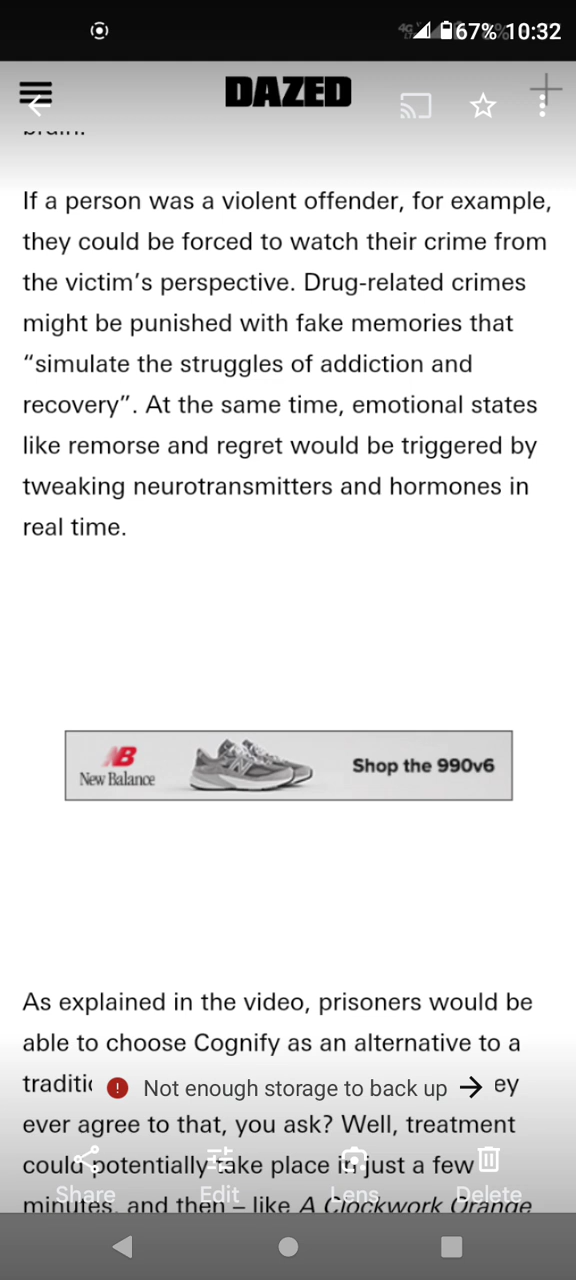 67% 10:32
DAZED
brain.
If a person was a violent offender, for example,
they could be forced to watch their crime from
the victim’s perspective. Drug-related crimes
might be punished with fake memories that
“simulate the struggles of addiction and
recovery”. At the same time, emotional states
like remorse and regret would be triggered by
tweaking neurotransmitters and hormones in
real time.
NB
New Balance
Shop the 990v6
As explained in the video, prisoners would be
able to choose Cognify as an alternative to a
Not enough storage to back up
ever agree to that, you ask? Well, treatment
could potentially take place in just a few
Share Edit Lens Delete
minutes, and then – like A Clockwork Orange